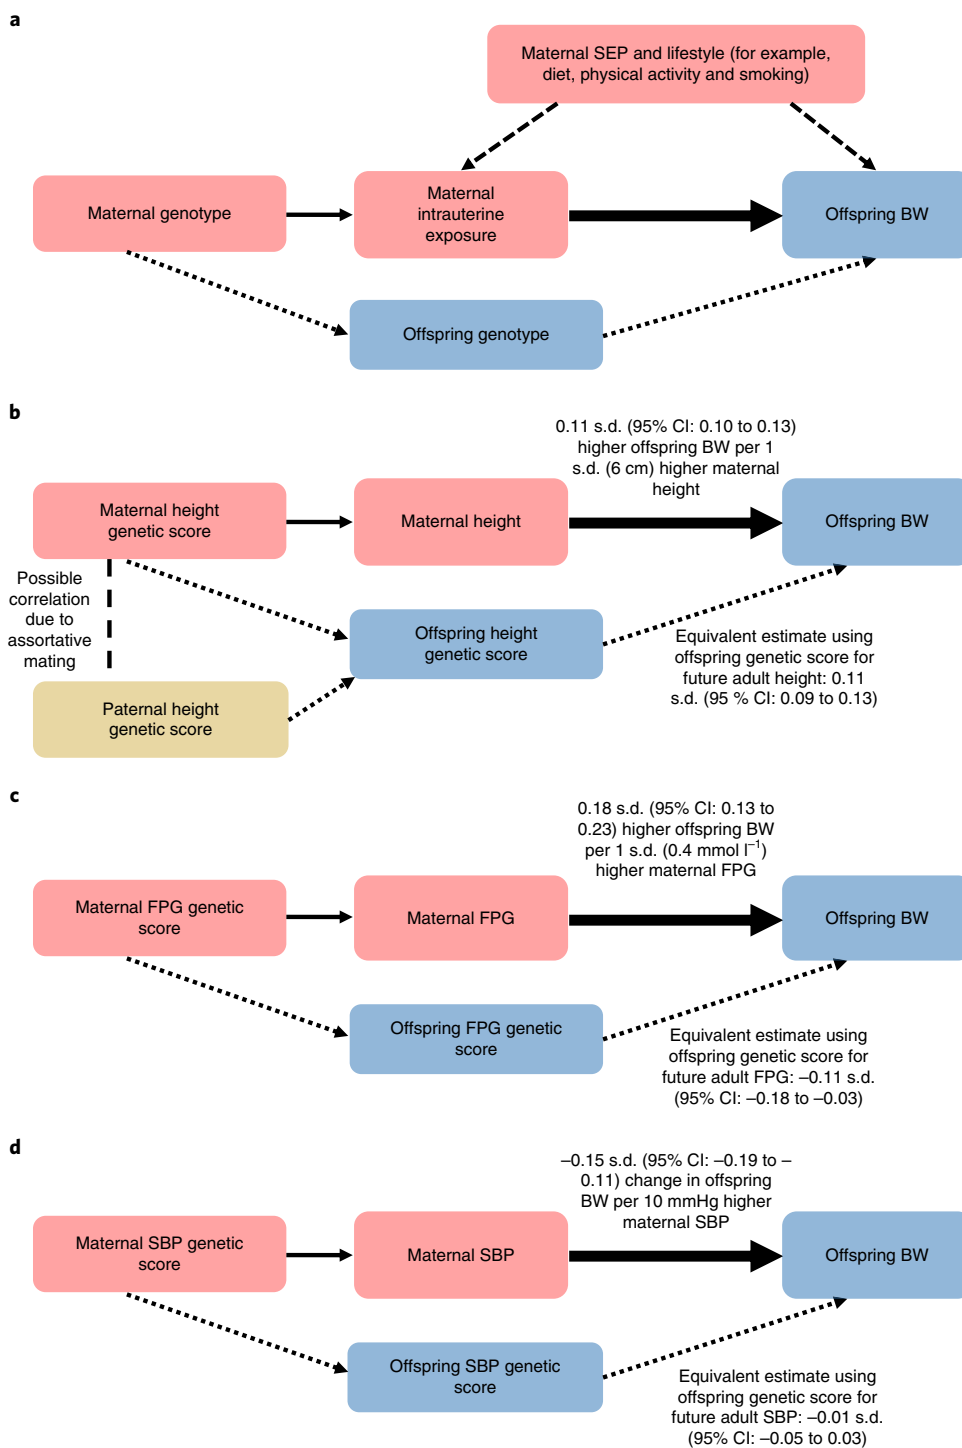 a
Maternal SEP and lifestyle (for example,
diet, physical activity and smoking)
Maternal genotype
Maternal
intrauterine
exposure
Offspring BW
Offspring genotype
b
0.11 s.d. (95% CI: 0.10 to 0.13)
higher offspring BW per 1
s.d. (6 cm) higher maternal
height
Maternal height
genetic score
Maternal height
Offspring BW
Possible
correlation
due to
assortative
mating
Offspring height
genetic score
Equivalent estimate using
offspring genetic score for
future adult height: 0.11
s.d. (95 % CI: 0.09 to 0.13)
Paternal height
genetic score
c
0.18 s.d. (95% CI: 0.13 to
0.23) higher offspring BW
per 1 s.d. (0.4 mmol l⁻¹)
higher maternal FPG
Maternal FPG genetic
score
Maternal FPG
Offspring BW
Offspring FPG genetic
score
Equivalent estimate using
offspring genetic score for
future adult FPG: –0.11 s.d.
(95% CI: –0.18 to –0.03)
d
–0.15 s.d. (95% CI: –0.19 to –
0.11) change in offspring
BW per 10 mmHg higher
maternal SBP
Maternal SBP genetic
score
Maternal SBP
Offspring BW
Offspring SBP genetic
score
Equivalent estimate using
offspring genetic score for
future adult SBP: –0.01 s.d.
(95% CI: –0.05 to 0.03)